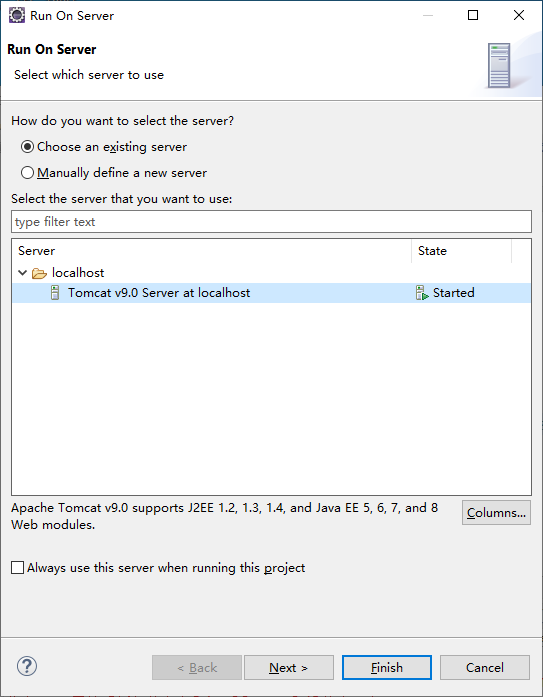 Run On Server
Run On Server
Select which server to use
How do you want to select the server?
Choose an existing server
Manually define a new server
Select the server that you want to use:
type filter text
Server State
localhost
Tomcat v9.0 Server at localhost Started
Apache Tomcat v9.0 supports J2EE 1.2, 1.3, 1.4, and Java EE 5, 6, 7, and 8
Web modules.
Columns...
Always use this server when running this project
? < Back Next > Finish Cancel